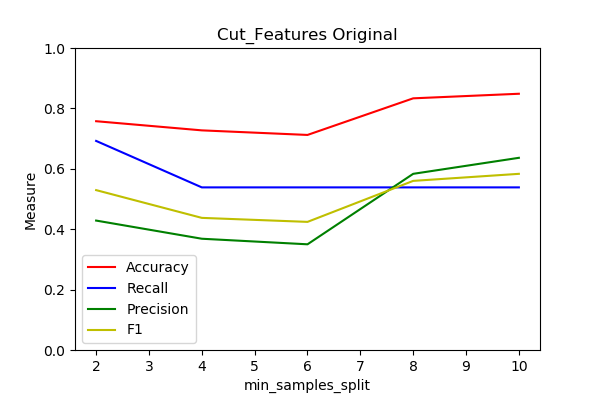 Cut_Features Original
1.0
0.8
0.6
0.4
0.2
0.0
Measure
Accuracy
Recall
Precision
F1
2 3 4 5 6 7 8 9 10
min_samples_split